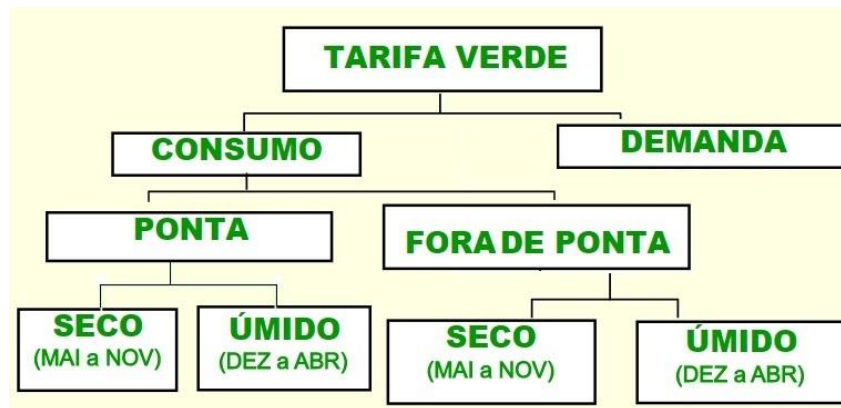 TARIFA VERDE
CONSUMO
DEMANDA
PONTA
FORA DE PONTA
SECO
(MAI a NOV)
ÚMIDO
(DEZ a ABR)
SECO
(MAI a NOV)
ÚMIDO
(DEZ a ABR)